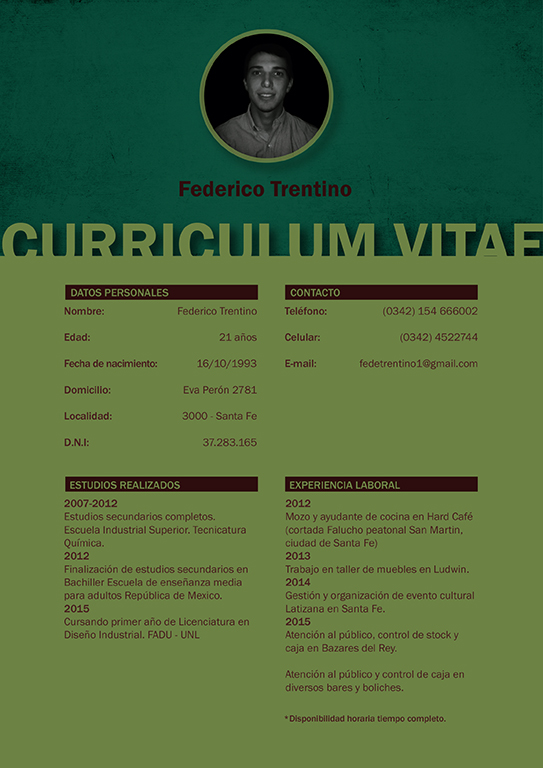 Federico Trentino
CURRICULUM VITAE
DATOS PERSONALES
Nombre: Federico Trentino
Edad: 21 años
Fecha de nacimiento: 16/10/1993
Domicilio: Eva Perón 2781
Localidad: 3000 - Santa Fe
D.N.I: 37.283.165
CONTACTO
Teléfono: (0342) 154 666002
Celular: (0342) 4522744
E-mail: fedetrentino1@gmail.com
ESTUDIOS REALIZADOS
2007-2012
Estudios secundarios completos.
Escuela Industrial Superior. Tecnicatura
Química.
2012
Finalización de estudios secundarios en
Bachiller Escuela de enseñanza media
para adultos República de Mexico.
2015
Cursando primer año de Licenciatura en
Diseño Industrial. FADU - UNL
EXPERIENCIA LABORAL
2012
Mozo y ayudante de cocina en Hard Café
(cortada Falucho peatonal San Martin,
ciudad de Santa Fe)
2013
Trabajo en taller de muebles en Ludwin.
2014
Gestión y organización de evento cultural
Latizana en Santa Fe.
2015
Atención al público, control de stock y
caja en Bazares del Rey.
Atención al público y control de caja en
diversos bares y boliches.
*Disponibilidad horaria tiempo completo.